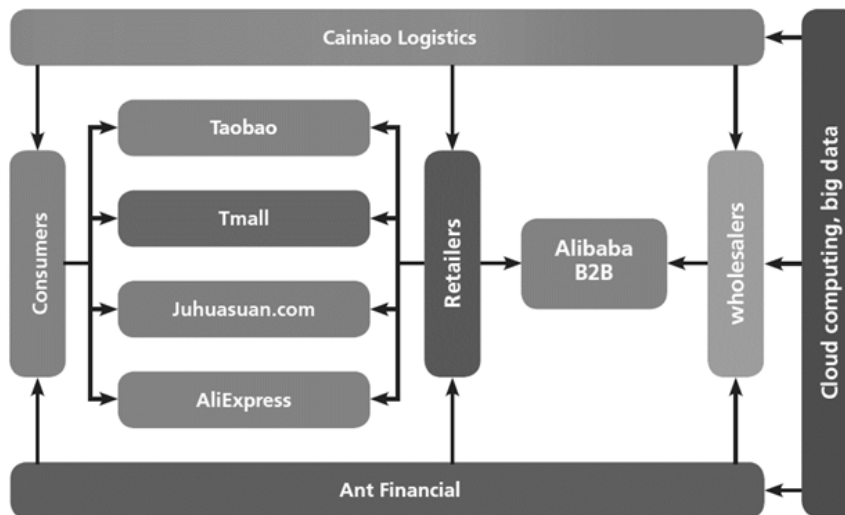 Cainiao Logistics
Taobao
Tmall
Juhuasuan.com
AliExpress
Consumers
Retailers
Alibaba
B2B
wholesalers
Cloud computing, big data
Ant Financial